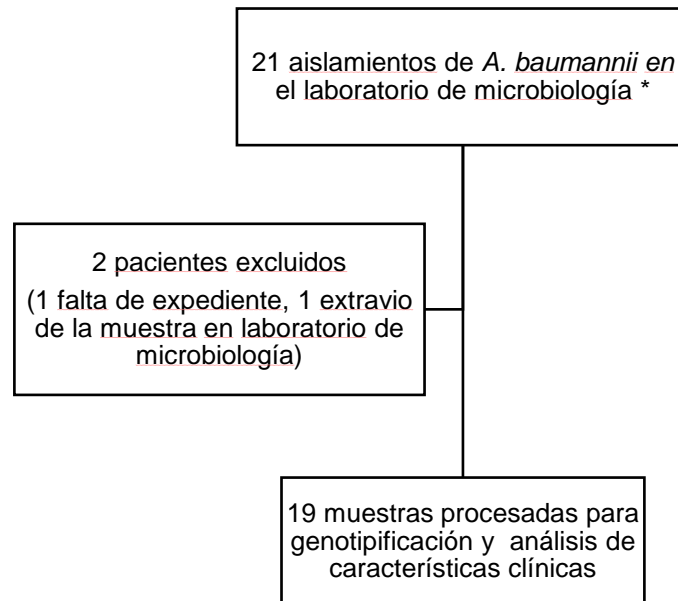 21 aislamientos de A. baumannii en
el laboratorio de microbiología *
2 pacientes excluidos
(1 falta de expediente, 1 extravio
de la muestra en laboratorio de
microbiología)
19 muestras procesadas para
genotipificación y análisis de
características clínicas